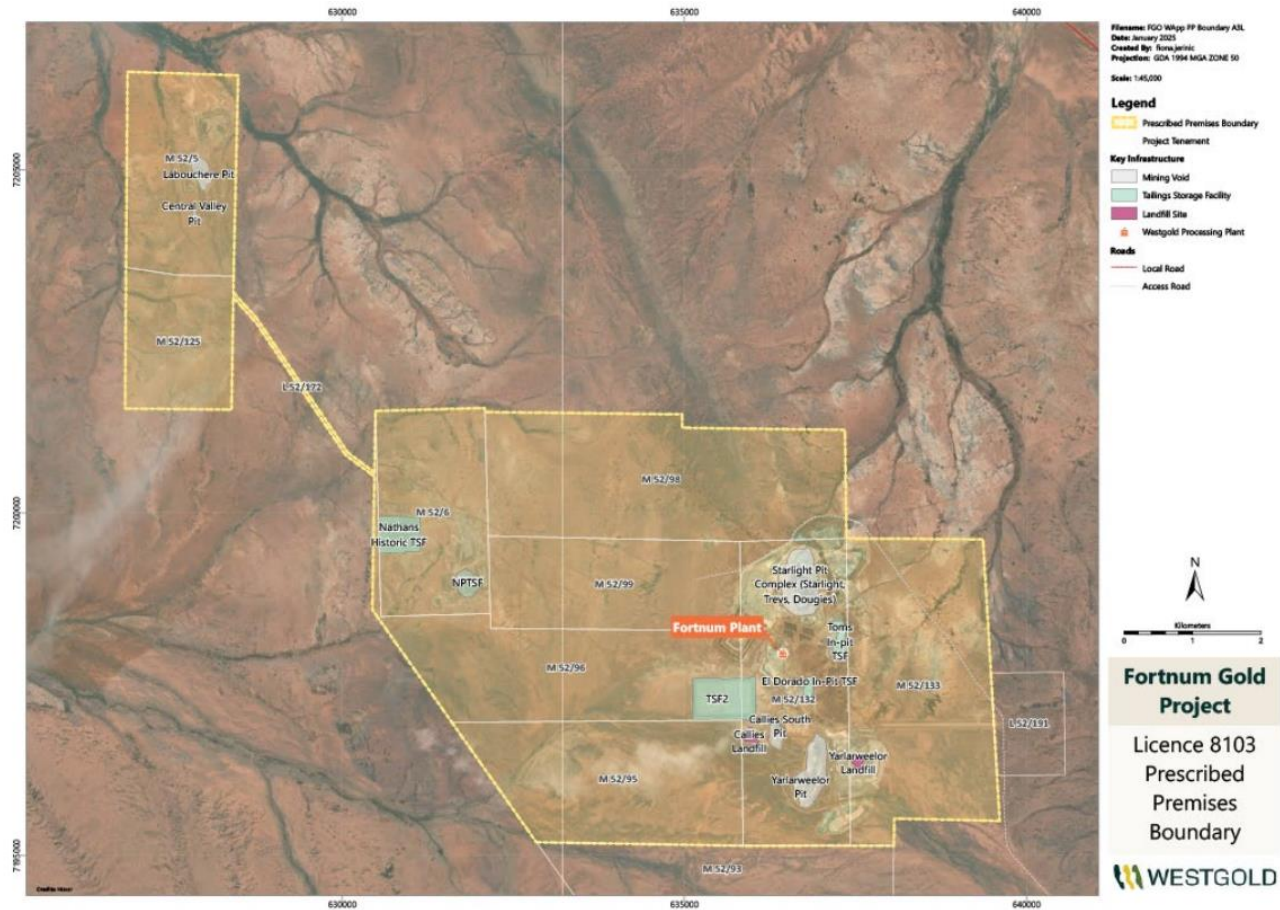 630000
635000
640000
Filename: FGO WApp PP Boundary ASL
Date: January 2025
Created By: fiona.jerinic
Projection: GDA 1994 MGA ZONE 50
Scale: 1:45,000
Legend
Prescribed Premises Boundary
Project Tenement
Key Infrastructure
Mining Void
Tailings Storage Facility
Landfill Site
Westgold Processing Plant
Roads
Local Road
Access Road
7205000
M 52/5
Labouchere Pit
Central Valley
Pit
M 52/125
L 52/172
M 52/98
7200000
M 52/6
Nathans
Historic TSF
NPTSF
M 52/99
Starlight Pit
Complex (Starlight,
Trevs, Dougies)
Fortnum Plant
Toms
In-pit
TSF
M 52/96
El Dorado In-Pit TSF
M 52/133
TSF2
M 52/132
Callies South
Pit
Callies
Landfill
L 52/191
M 52/95
Yarlarweelor
Landfill
Yarlarweelor
Pit
7195000
M 52/93
N
Kilometers
0 1 2
Fortnum Gold
Project
Licence 8103
Prescribed
Premises
Boundary
WESTGOLD
630000
635000
640000